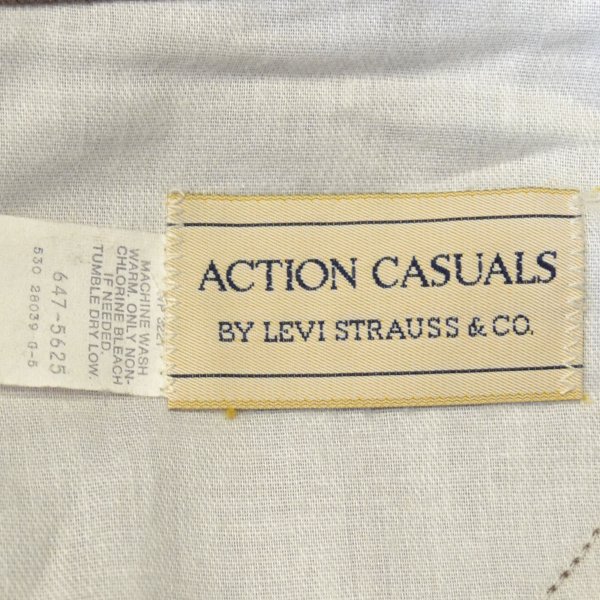 ACTION CASUALS
BY LEVI STRAUSS & CO.
MACHINE WASH
WARM. ONLY NON-
CHLORINE BLEACH
IF NEEDED.
TUMBLE DRY LOW.
647-5625
530 28039 G-5